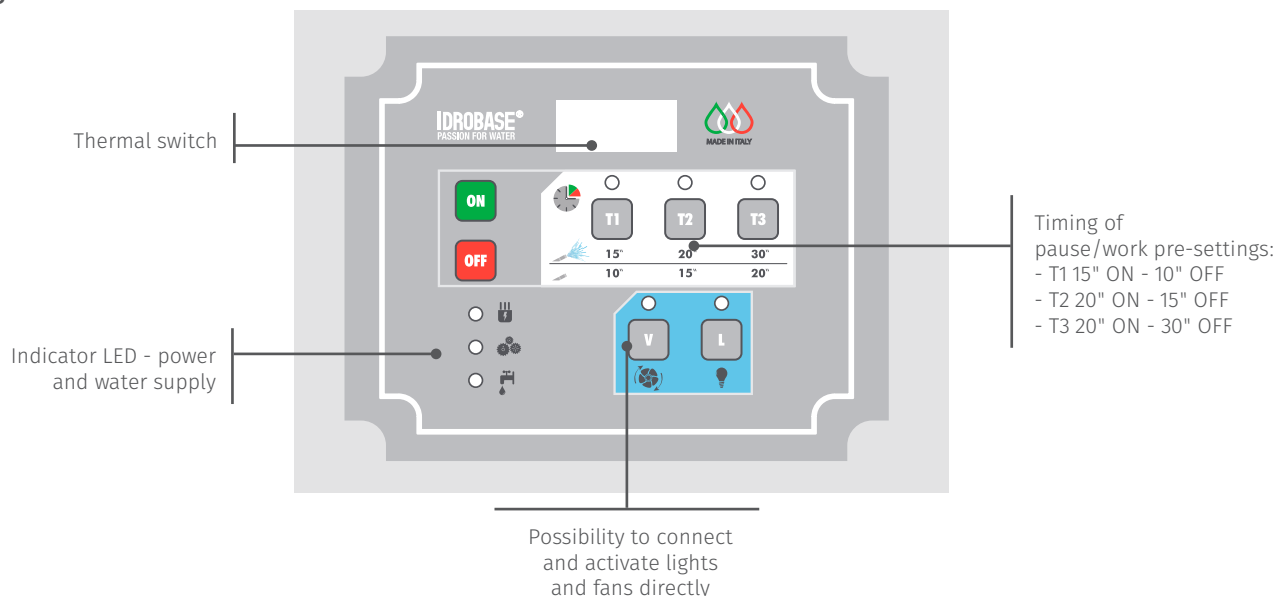 IDROBASE®
PASSION FOR WATER
MADE IN ITALY
Thermal switch
ON
OFF
T1 T2 T3
15" 20" 30"
10" 15" 20"
Timing of
pause/work pre-settings:
- T1 15" ON - 10" OFF
- T2 20" ON - 15" OFF
- T3 20" ON - 30" OFF
Indicator LED - power
and water supply
V L
Possibility to connect
and activate lights
and fans directly